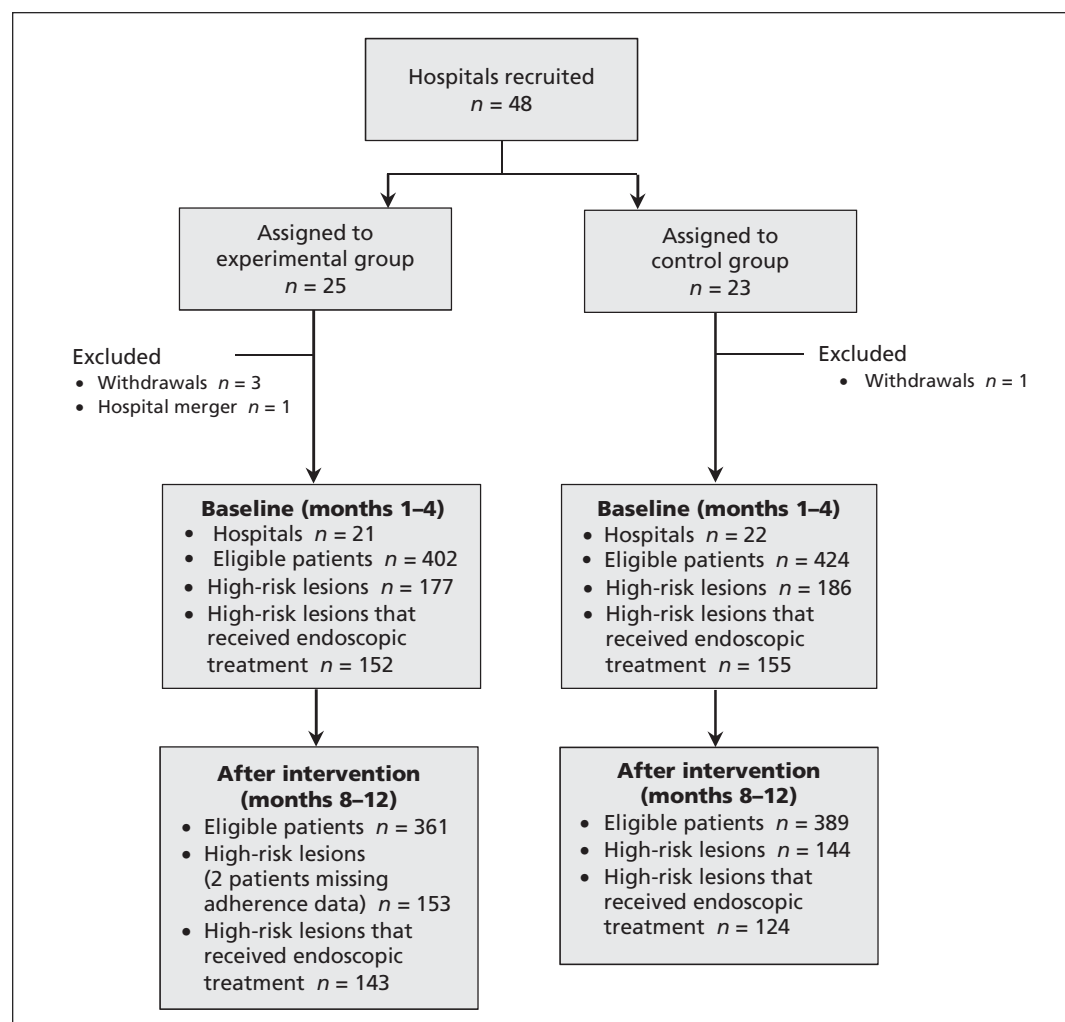 Hospitals recruited
n = 48
Assigned to
experimental group
n = 25
Assigned to
control group
n = 23
Excluded
• Withdrawals n = 3
• Hospital merger n = 1
Excluded
• Withdrawals n = 1
Baseline (months 1–4)
• Hospitals n = 21
• Eligible patients n = 402
• High-risk lesions n = 177
• High-risk lesions that
received endoscopic
treatment n = 152
Baseline (months 1–4)
• Hospitals n = 22
• Eligible patients n = 424
• High-risk lesions n = 186
• High-risk lesions that
received endoscopic
treatment n = 155
After intervention
(months 8–12)
• Eligible patients n = 361
• High-risk lesions
(2 patients missing
adherence data) n = 153
• High-risk lesions that
received endoscopic
treatment n = 143
After intervention
(months 8–12)
• Eligible patients n = 389
• High-risk lesions n = 144
• High-risk lesions that
received endoscopic
treatment n = 124